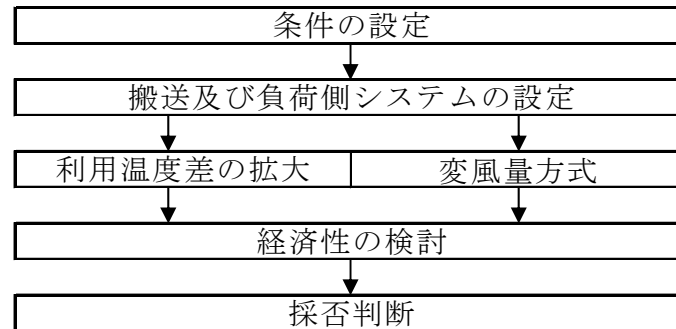 条件の設定
搬送及び負荷側システムの設定
利用温度差の拡大
変風量方式
経済性の検討
採否判断